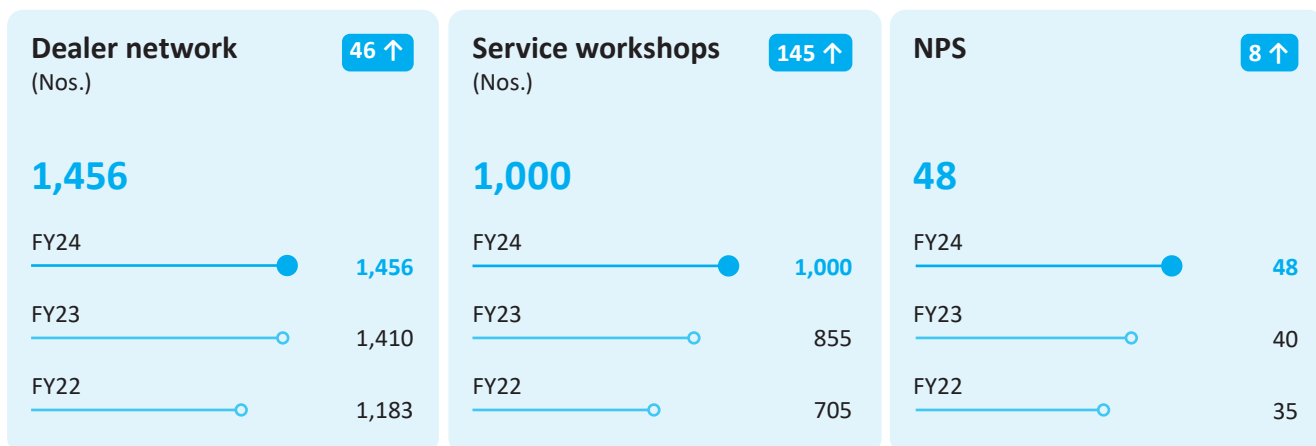 Dealer network
46 ↑
(Nos.)
1,456
FY24
1,456
FY23
1,410
FY22
1,183
Service workshops
145 ↑
(Nos.)
1,000
FY24
1,000
FY23
855
FY22
705
NPS
8 ↑
48
FY24
48
FY23
40
FY22
35